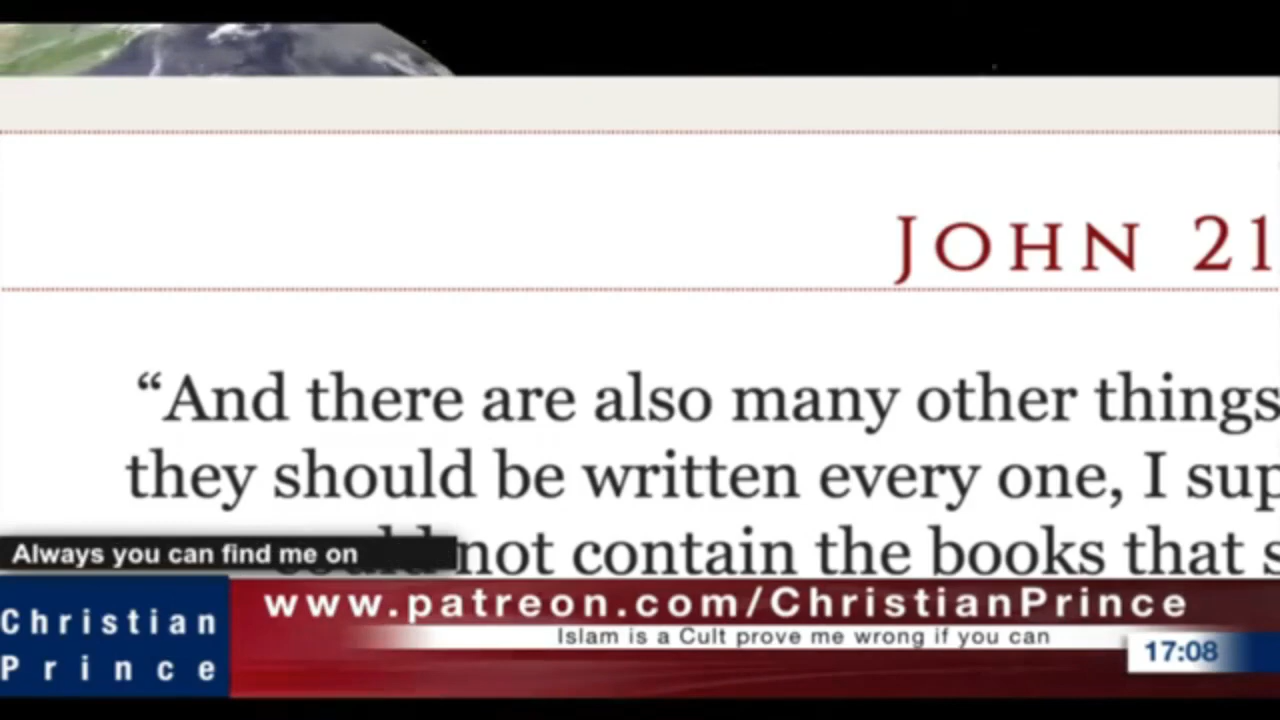 JOHN 21
“And there are also many other things
they should be written every one, I
not contain the books that
Always you can find me on
Christian
Prince
www.patreon.com/ChristianPrince
Islam is a Cult prove me wrong if you can
17:08